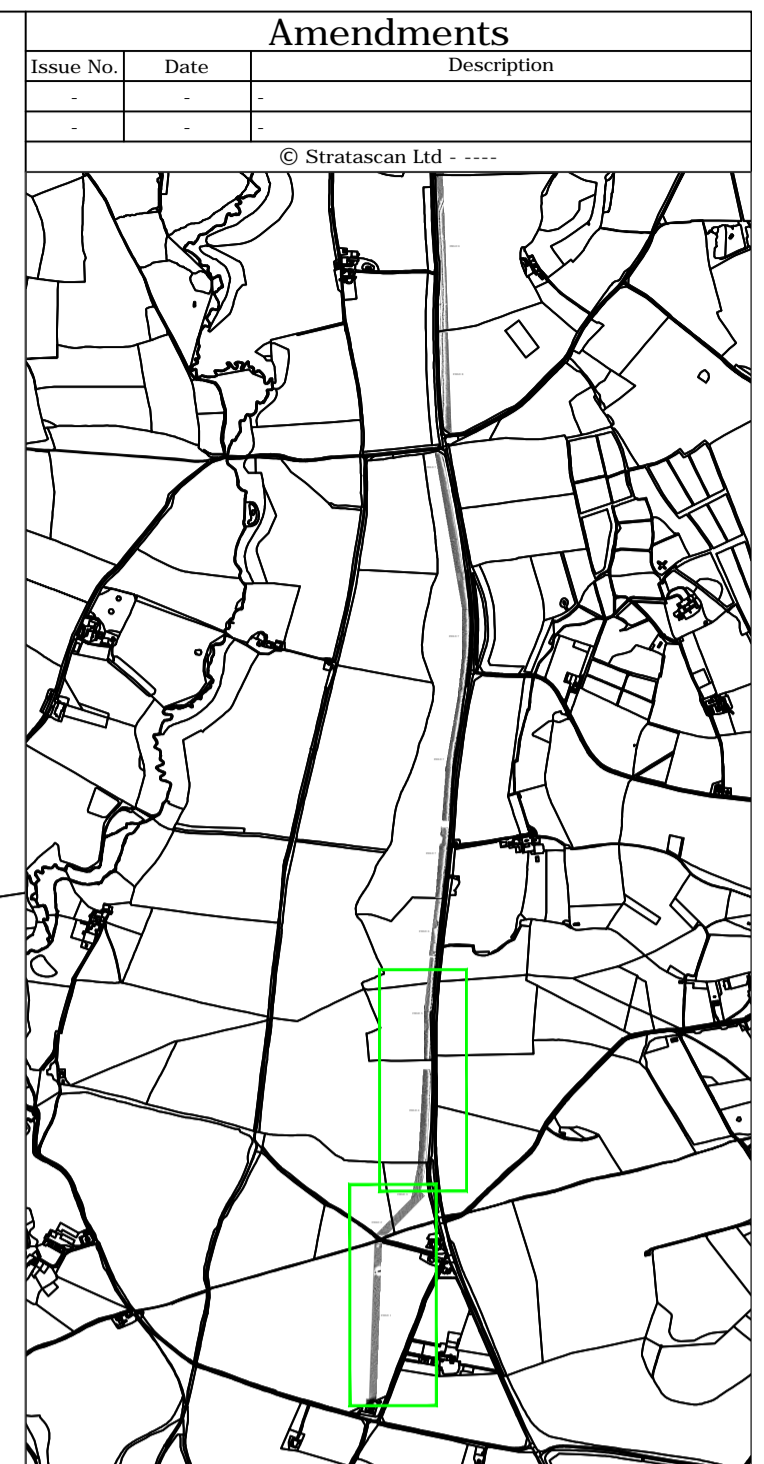 Amendments
Issue No. Date Description
- - -
- - -
© Stratascan Ltd - ----